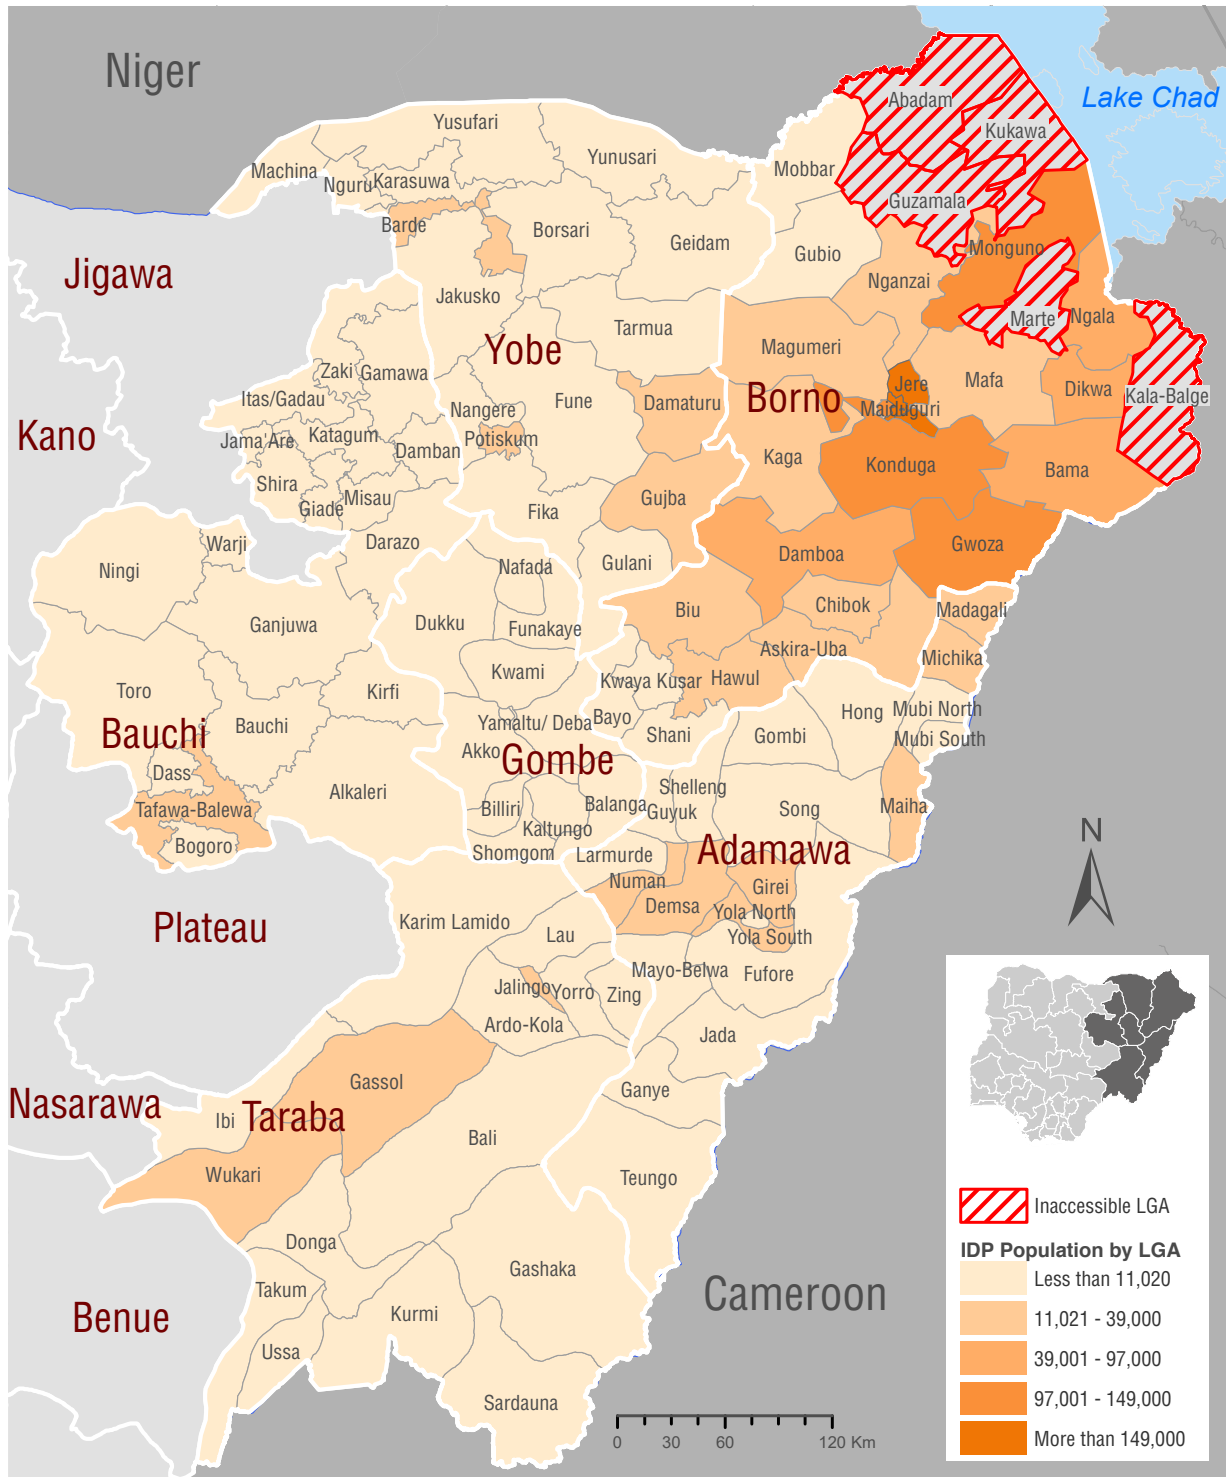 Niger
Lake Chad
Abadam
Kukawa
Yusufari
Yunusari
Machina
Nguru
Karasuwa
Mobbar
Guzamala
Barde
Borsari
Geidam
Gubio
Monguno
Nganzai
Jigawa
Jakusko
Tarmua
Marte
Ngala
Yobe
Magumeri
Zaki
Gamawa
Jere
Mafa
Dikwa
Kala-Balge
Itas/Gadau
Nangere
Fune
Damaturu
Borno
Maiduguri
Kano
Jama'Are
Katagum
Damban
Potiskum
Kaga
Konduga
Bama
Shira
Giade
Misau
Gujba
Fika
Warji
Darazo
Damboa
Gwoza
Ningi
Nafada
Gulani
Ganjuwa
Dukku
Funakaye
Biu
Chibok
Madagali
Askira-Uba
Michika
Kwami
Kwaya Kusar
Hawul
Toro
Kirfi
Bauchi
Bauchi
Yamaltu/ Deba
Bayo
Shani
Gombi
Hong
Mubi North
Mubi South
Akko
Gombe
Dass
Alkaleri
Tafawa-Balewa
Billiri
Balanga
Shelleng
Guyuk
Song
Maiha
Bogoro
Kaltungo
Shomgom
Larmurde
Adamawa
N
Numan
Girei
Demsa
Yola North
Yola South
Plateau
Karim Lamido
Lau
Mayo-Belwa
Fufore
Jalingo
Yorro
Zing
Ardo-Kola
Jada
Gassol
Ganye
Nasarawa
Ibi
Taraba
Bali
Wukari
Teungo
Donga
Gashaka
Takum
Kurmi
Cameroon
Benue
Ussa
Sardauna
0 30 60 120 Km
Inaccessible LGA
IDP Population by LGA
Less than 11,020
11,021 - 39,000
39,001 - 97,000
97,001 - 149,000
More than 149,000